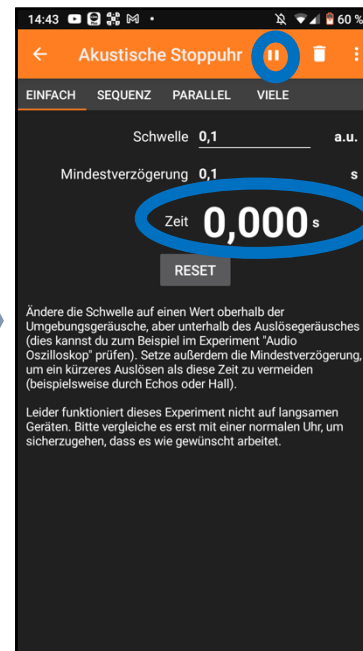 14:43 60 %
Akustische Stoppuhr
EINFACH SEQUENZ PARALLEL VIELE
Schwelle 0,1 a.u.
Mindestverzögerung 0,1 s
Zeit 0,000 s
RESET
Ändere die Schwelle auf einen Wert oberhalb der
Umgebungsgeräusche, aber unterhalb des Auslösegeräusches
(dies kannst du zum Beispiel im Experiment "Audio
Oszilloskop" prüfen). Setze außerdem die Mindestverzögerung,
um ein kürzeres Auslösen als diese Zeit zu vermeiden
(beispielsweise durch Echos oder Hall).
Leider funktioniert dieses Experiment nicht auf langsamen
Geräten. Bitte vergleiche es erst mit einer normalen Uhr, um
sicherzugehen, dass es wie gewünscht arbeitet.